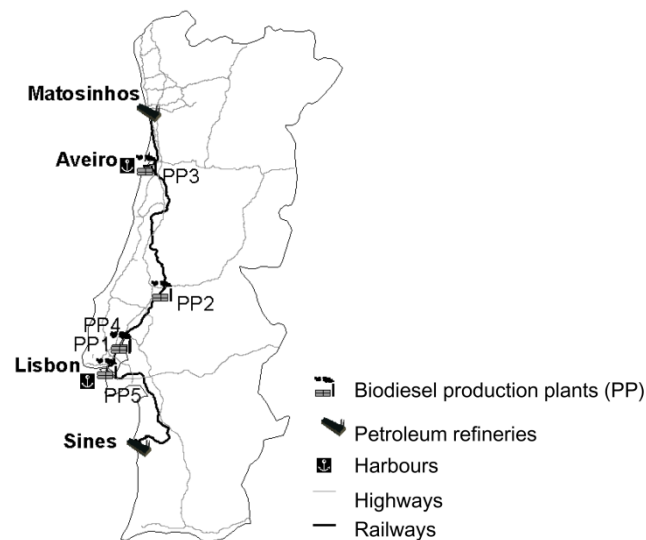 Matosinhos
Aveiro
PP3
PP2
PP4
PP1
Lisbon
PP5
Sines
Biodiesel production plants (PP)
Petroleum refineries
Harbours
Highways
Railways